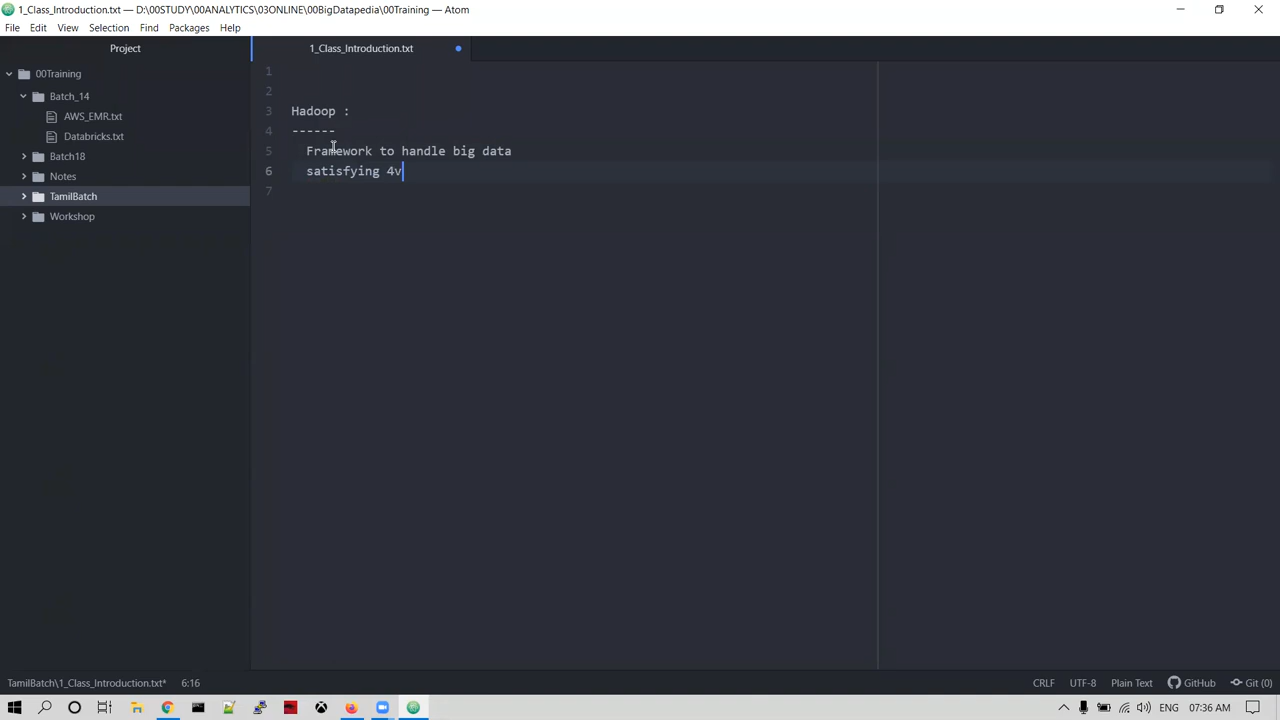 1_Class_Introduction.txt — D:\00STUDY\00ANALYTICS\03ONLINE\00BigDatapedia\00Training — Atom
File Edit View Selection Find Packages Help
Project
1_Class_Introduction.txt
00Training
Batch_14
AWS_EMR.txt
Databricks.txt
Batch18
Notes
TamilBatch
Workshop
1
2
3 Hadoop :
4 ------
5 Framework to handle big data
6 satisfying 4v
7
TamilBatch\1_Class_Introduction.txt* 6:16 CRLF UTF-8 Plain Text GitHub Git (0)
ENG 07:36 AM